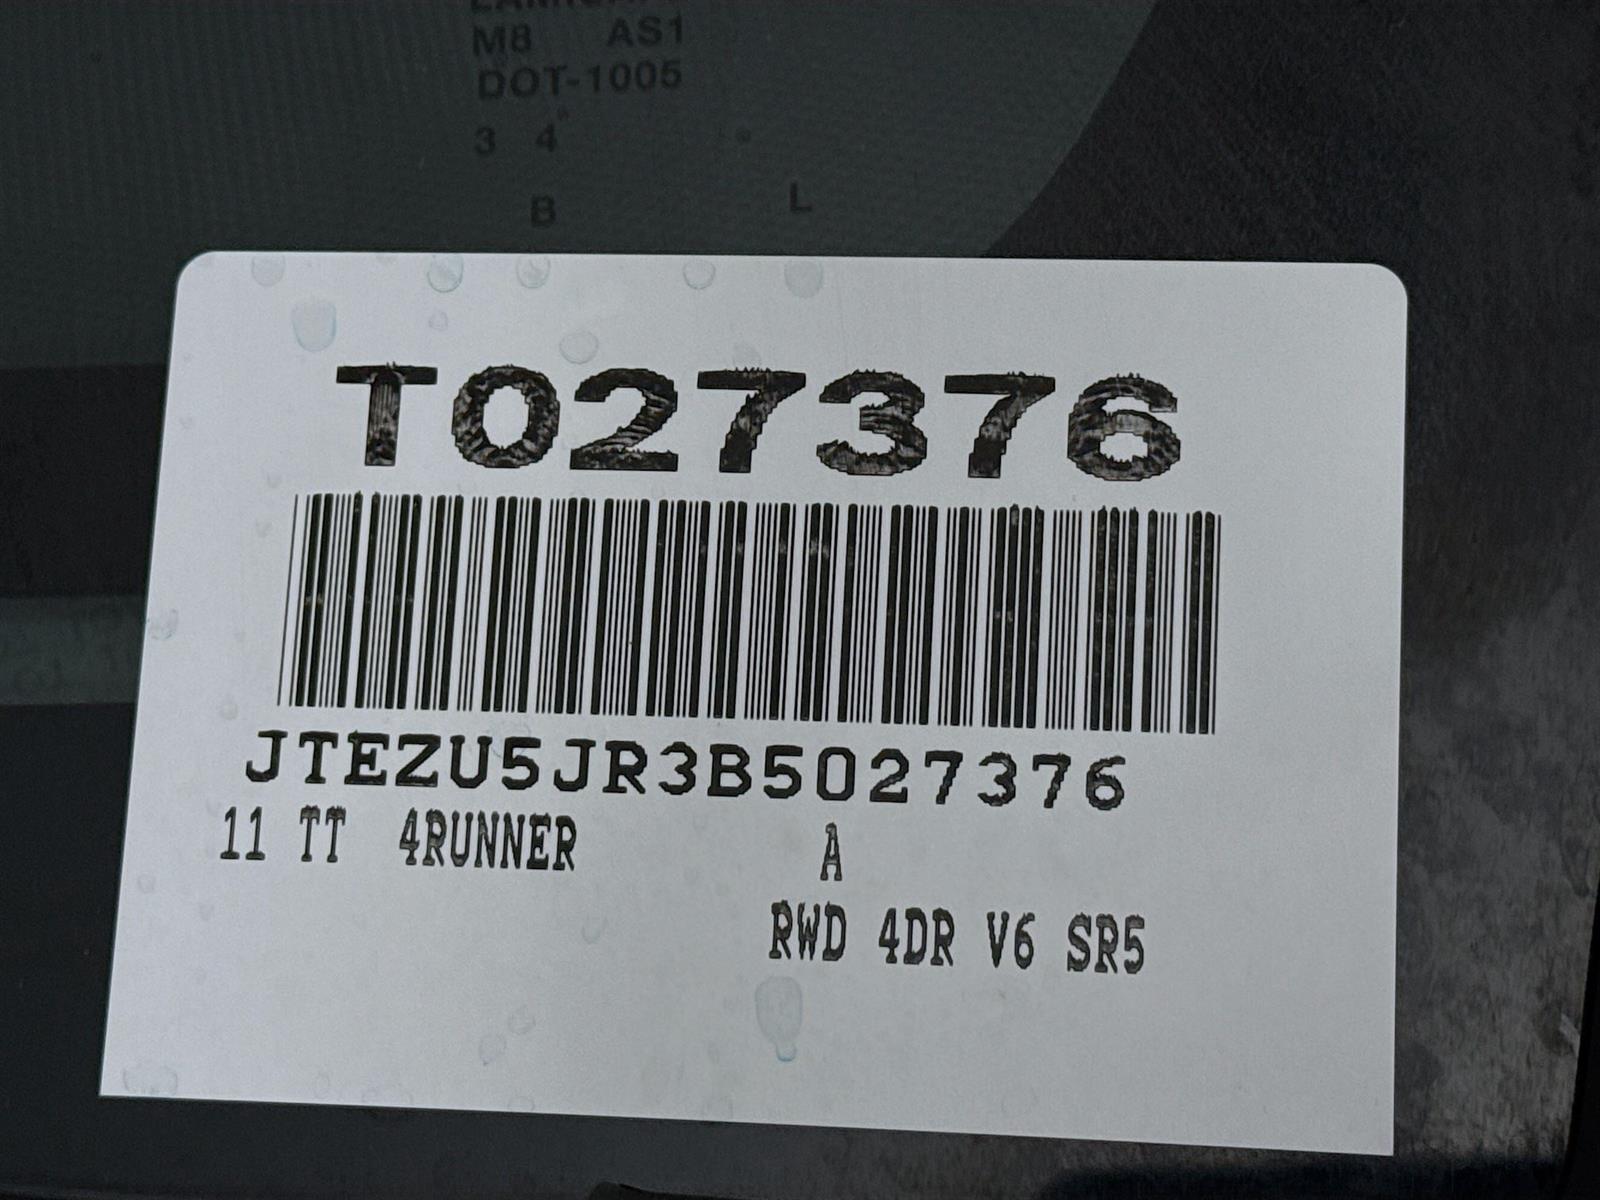 M8 AS1
DOT-1005
3 4
B L
T027376
JTEZU5JR3B5027376
11 TT 4RUNNER A
RWD 4DR V6 SR5